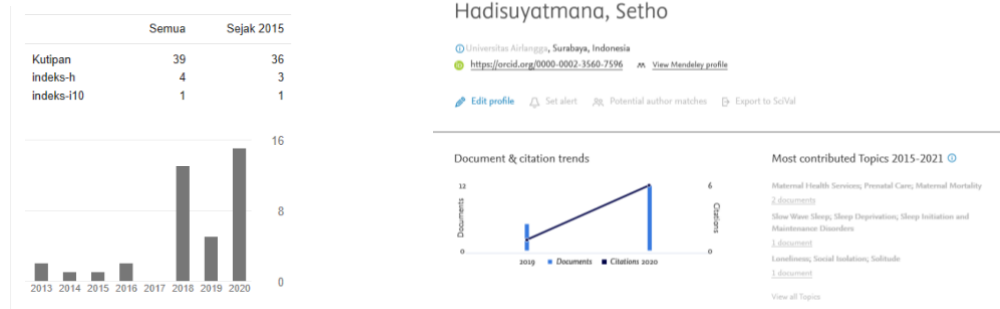 Semua Sejak 2015
Kutipan 39 36
indeks-h 4 3
indeks-i10 1 1
16
8
0
2013 2014 2015 2016 2017 2018 2019 2020
Hadisuyatmana, Setho
Universitas Airlangga, Surabaya, Indonesia
iD https://orcid.org/0000-0002-3560-7596 View Mendeley profile
Edit profile Set alert Potential author matches Export to SciVal
Document & citation trends
12 6
Documents
Citations
0 0
2019 Documents Citations 2020
Most contributed Topics 2015-2021
Maternal Health Services; Prenatal Care; Maternal Mortality
2 documents
Slow Wave Sleep; Sleep Deprivation; Sleep Initiation and
Maintenance Disorders
1 document
Loneliness; Social Isolation; Solitude
1 document
View all Topics